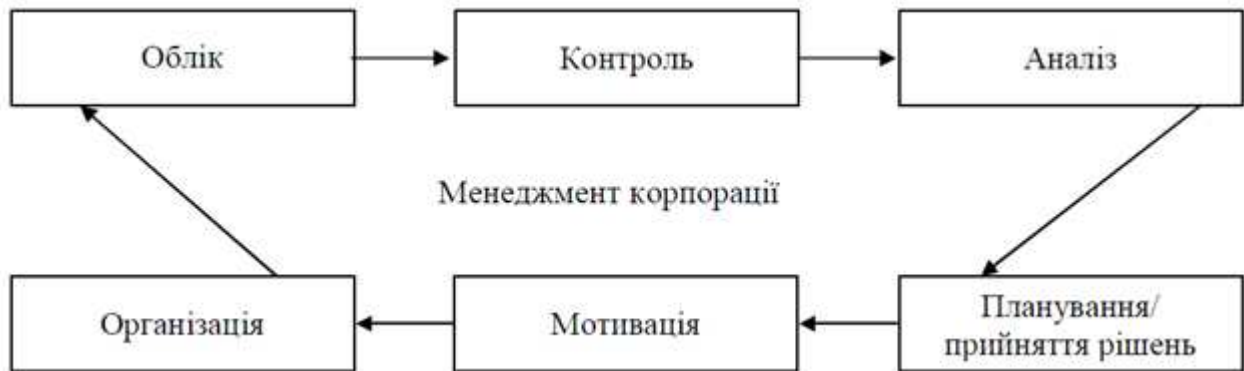 Облік
Контроль
Аналіз
Менеджмент корпорації
Організація
Мотивація
Планування/
прийняття рішень